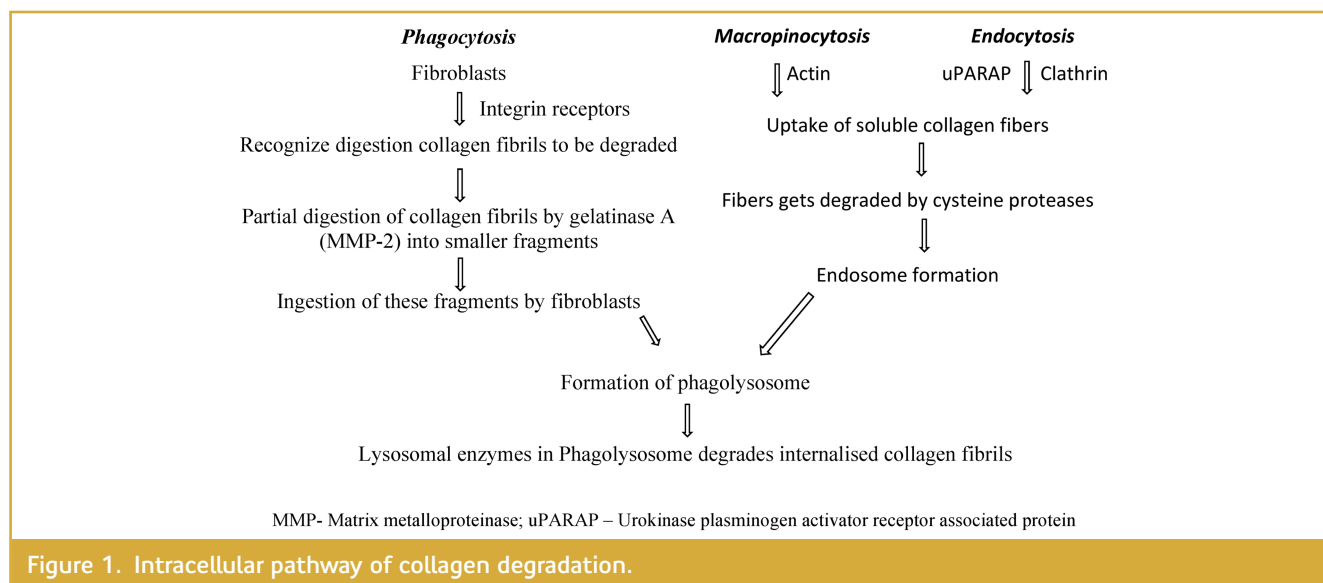 Phagocytosis
Fibroblasts
Integrin receptors
Recognize digestion collagen fibrils to be degraded
Partial digestion of collagen fibrils by gelatinase A
(MMP-2) into smaller fragments
Ingestion of these fragments by fibroblasts
Macropinocytosis
Actin
Endocytosis
uPARAP Clathrin
Uptake of soluble collagen fibers
Fibers gets degraded by cysteine proteases
Endosome formation
Formation of phagolysosome
Lysosomal enzymes in Phagolysosome degrades internalised collagen fibrils
MMP- Matrix metalloproteinase; uPARAP – Urokinase plasminogen activator receptor associated protein
Figure 1. Intracellular pathway of collagen degradation.